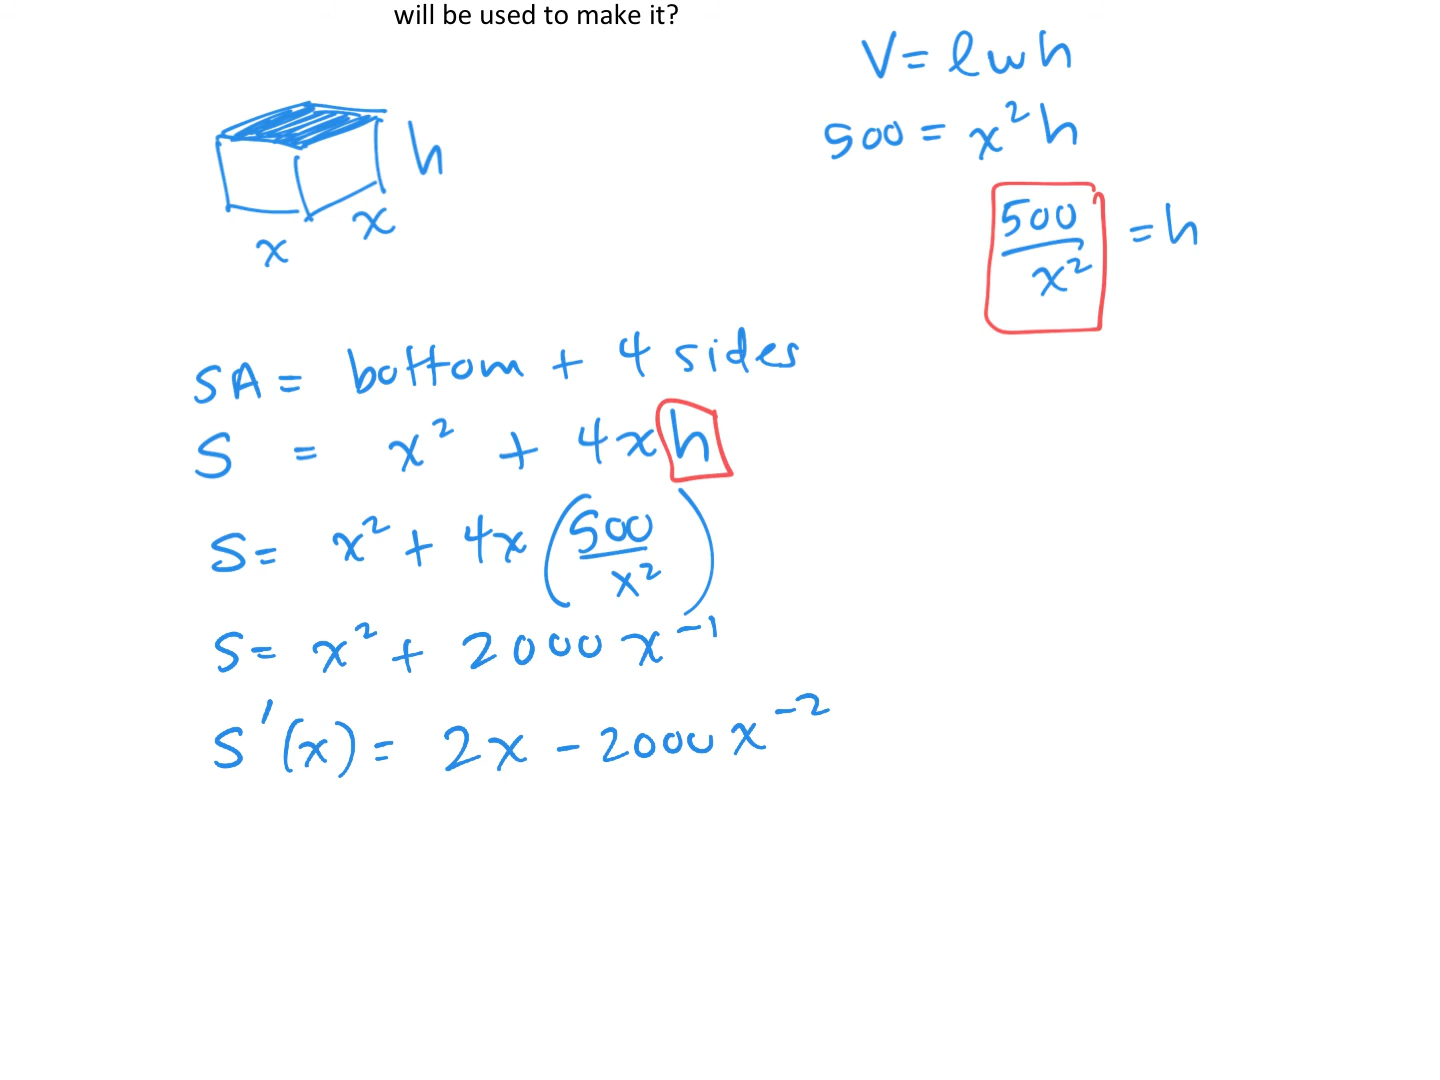 will be used to make it?
V = lwh
500 = x²h
500/x² = h
h
x
x
SA = bottom + 4 sides
S = x² + 4xh
S = x² + 4x(500/x²)
S = x² + 2000x⁻¹
S'(x) = 2x - 2000x⁻²